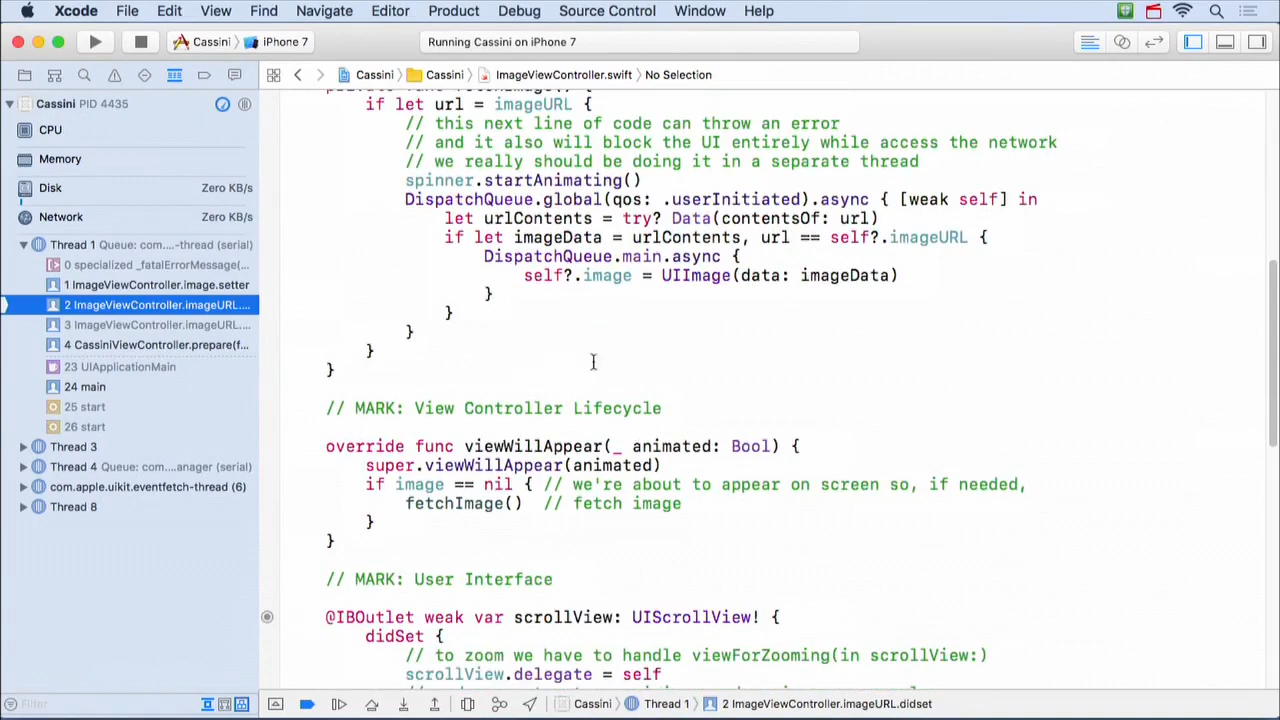 Xcode File Edit View Find Navigate Editor Product Debug Source Control Window Help
Cassini iPhone 7 Running Cassini on iPhone 7
Cassini Cassini ImageViewController.swift No Selection
Cassini PID 4435
CPU
Memory
Disk Zero KB/s
Network Zero KB/s
Thread 1 Queue: com....-thread (serial)
0 specialized _fatalErrorMessage(...
1 ImageViewController.image.setter
2 ImageViewController.imageURL....
3 ImageViewController.imageURL....
4 CassiniViewController.prepare(f...
23 UIApplicationMain
24 main
25 start
26 start
Thread 3
Thread 4 Queue: com....anager (serial)
com.apple.uikit.eventfetch-thread (6)
Thread 8
Filter
if let url = imageURL {
// this next line of code can throw an error
// and it also will block the UI entirely while access the network
// we really should be doing it in a separate thread
spinner.startAnimating()
DispatchQueue.global(qos: .userInitiated).async { [weak self] in
let urlContents = try? Data(contentsOf: url)
if let imageData = urlContents, url == self?.imageURL {
DispatchQueue.main.async {
self?.image = UIImage(data: imageData)
}
}
}
}
}
// MARK: View Controller Lifecycle
override func viewWillAppear(_ animated: Bool) {
super.viewWillAppear(animated)
if image == nil { // we're about to appear on screen so, if needed,
fetchImage() // fetch image
}
}
// MARK: User Interface
@IBOutlet weak var scrollView: UIScrollView! {
didSet {
// to zoom we have to handle viewForZooming(in scrollView:)
scrollView.delegate = self
Cassini Thread 1 2 ImageViewController.imageURL.didset